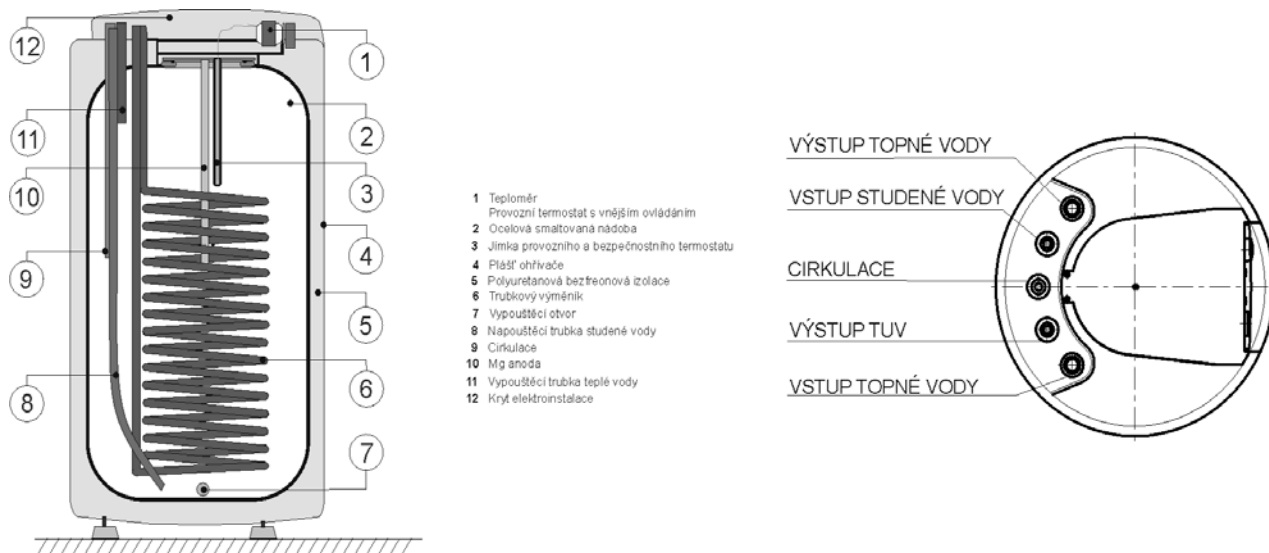 12
11
10
9
8
1
2
3
4
5
6
7
1 Teploměr
Provozní termostat s vnějším ovládáním
2 Ocelová smaltovaná nádoba
3 Jímka provozního a bezpečnostního termostatu
4 Plášť ohřívače
5 Polyuretanová bezfreonová izolace
6 Trubkový výměník
7 Vypouštěcí otvor
8 Napouštěcí trubka studené vody
9 Cirkulace
10 Mg anoda
11 Vypouštěcí trubka teplé vody
12 Kryt elektroinstalace
VÝSTUP TOPNÉ VODY
VSTUP STUDENÉ VODY
CIRKULACE
VÝSTUP TUV
VSTUP TOPNÉ VODY